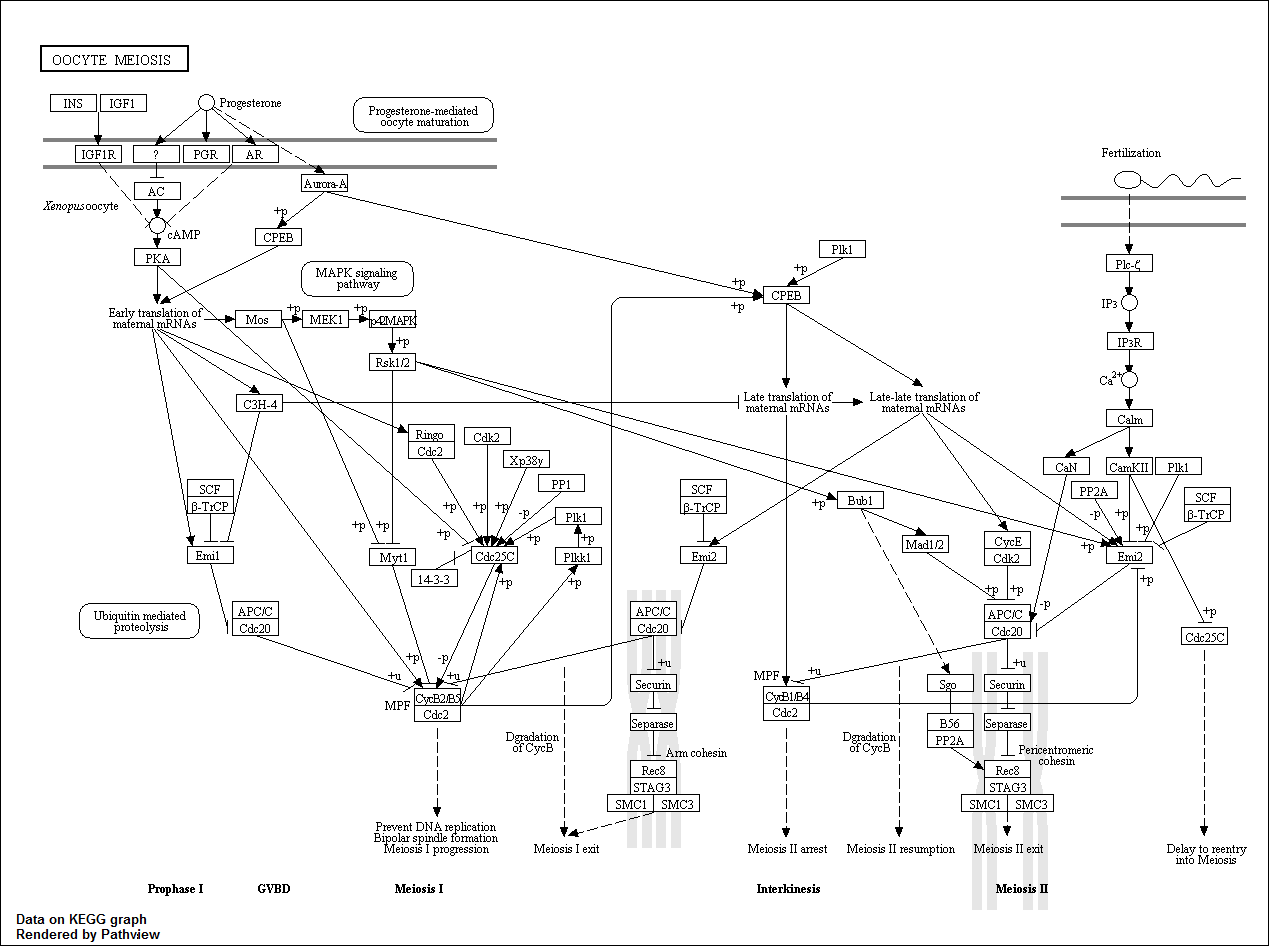 OOCYTE MEIOSIS
INS
IGF1
Progesterone
Progesterone-mediated
oocyte maturation
IGF1R
?
PGR
AR
Aurora-A
AC
Xenopus oocyte
+p
cAMP
CPEB
PKA
MAPK signaling
pathway
Early translation of
maternal mRNAs
Mos
+p
MEK1
+p
p42MAPK
+p
Rsk1/2
C3H-4
Ringo
Cdc2
Cdk2
Xp38γ
PP1
Plk1
Plkk1
SCF
β-TrCP
Emi1
+p
+p
Myt1
+p
+p
+p
+p
-p
+p
+p
Cdc25C
14-3-3
+p
+p
Ubiquitin mediated
proteolysis
APC/C
Cdc20
+u
+p
-p
+u
MPF
CycB2/B5
Cdc2
Prevent DNA replication
Bipolar spindle formation
Meiosis I progression
Plk1
+p
+p
+p
CPEB
Late translation of
maternal mRNAs
Late-late translation of
maternal mRNAs
SCF
β-TrCP
Emi2
APC/C
Cdc20
+u
Securin
Separase
Arm cohesin
Rec8
STAG3
SMC1
SMC3
Dgradation
of CycB
Meiosis I exit
+p
Bub1
Mad1/2
CycE
Cdk2
+p
+p
-p
APC/C
Cdc20
+u
MPF
CycB1/B4
Cdc2
Sgo
B56
PP2A
Securin
Separase
Pericentromeric
cohesin
Rec8
STAG3
SMC1
SMC3
Dgradation
of CycB
Meiosis II arrest
Meiosis II resumption
Meiosis II exit
Fertilization
Plc-ζ
IP3
IP3R
Ca2+
Calm
CaN
CamKII
Plk1
PP2A
-p
+p
+p
SCF
β-TrCP
+p
Emi2
+p
+p
Cdc25C
Delay to reentry
into Meiosis
Prophase I
GVBD
Meiosis I
Interkinesis
Meiosis II
Data on KEGG graph
Rendered by Pathview